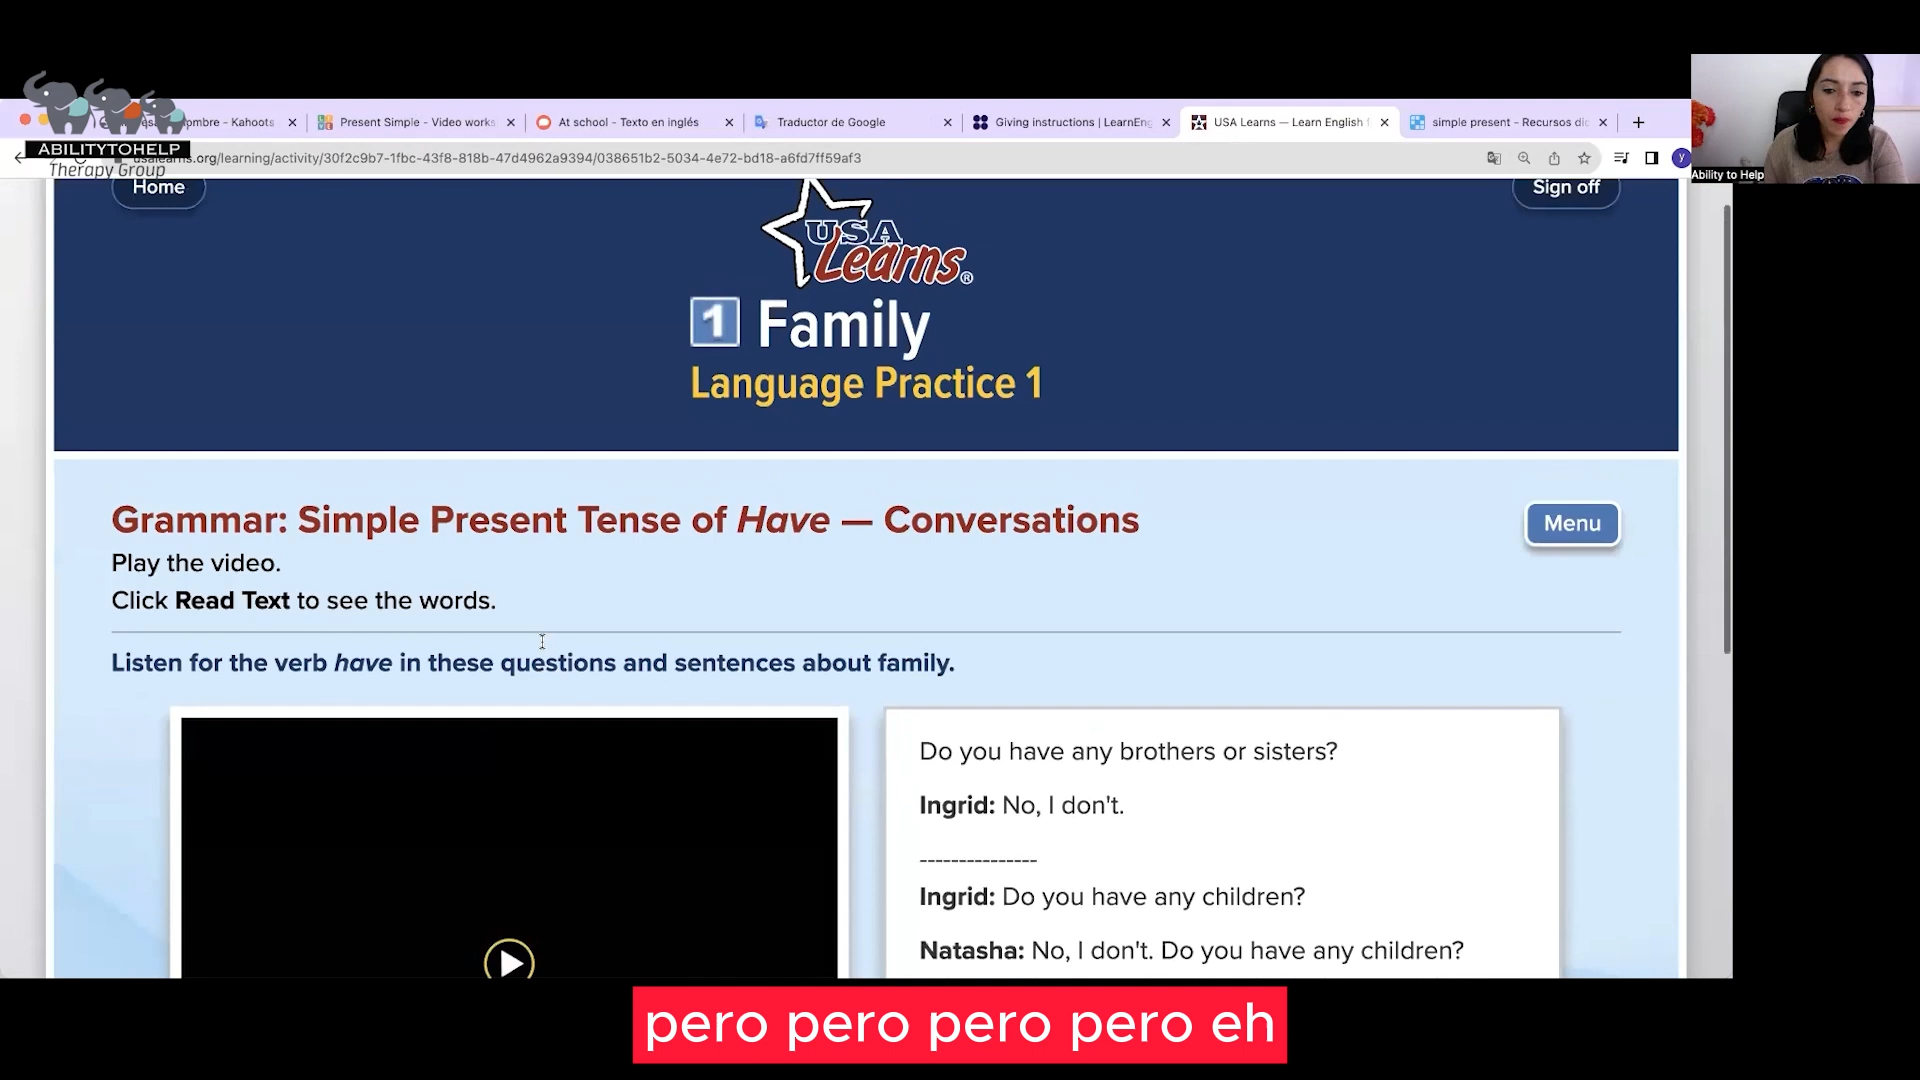 ombre - Kahoots
Present Simple - Video works
At school - Texto en inglés
Traductor de Google
Giving instructions | LearnEng
USA Learns — Learn English f
simple present - Recursos dic
ABILITYTOHELP
Therapy Group
usalearns.org/learning/activity/30f2c9b7-1fbc-43f8-818b-47d4962a9394/038651b2-5034-4e72-bd18-a6fd7ff59af3
y
Ability to Help
Home
Sign off
USA
Learns®
1 Family
Language Practice 1
Grammar: Simple Present Tense of Have — Conversations
Menu
Play the video.
Click Read Text to see the words.
Listen for the verb have in these questions and sentences about family.
Do you have any brothers or sisters?
Ingrid: No, I don't.
---------------
Ingrid: Do you have any children?
Natasha: No, I don't. Do you have any children?
pero pero pero pero eh